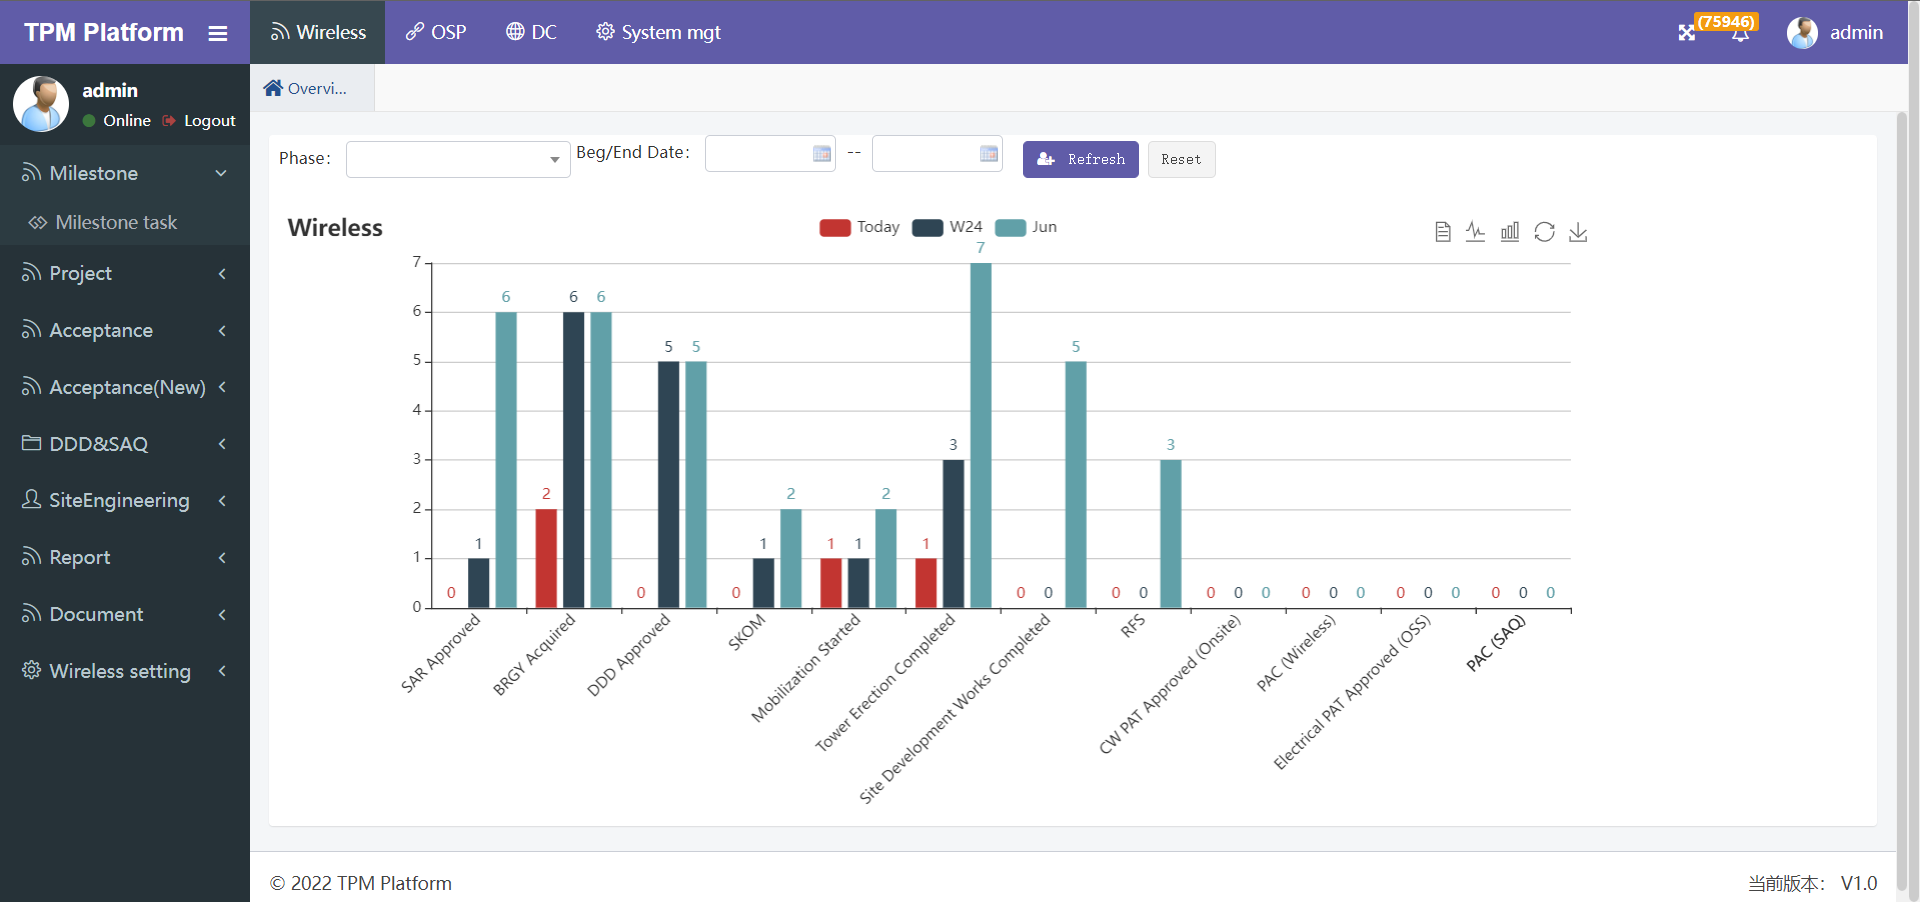 TPM Platform
Wireless
OSP
DC
System mgt
(75946)
admin
admin
Online
Logout
Overvi...
Milestone
Milestone task
Project
Acceptance
Acceptance(New)
DDD&SAQ
SiteEngineering
Report
Document
Wireless setting
Phase:
Beg/End Date:
--
Refresh
Reset
Wireless
Today
W24
Jun
7
6
5
4
3
2
1
0
0 1 6
2 6 6
0 5 5
0 1 2
1 1 2
1 3 7
0 0 5
0 0 3
0 0 0
0 0 0
0 0 0
0 0 0
SAR Approved
BRGY Acquired
DDD Approved
SKOM
Mobilization Started
Tower Erection Completed
Site Development Works Completed
RFS
CW PAT Approved (Onsite)
PAC (Wireless)
Electrical PAT Approved (OSS)
PAC (SAQ)
© 2022 TPM Platform
当前版本： V1.0